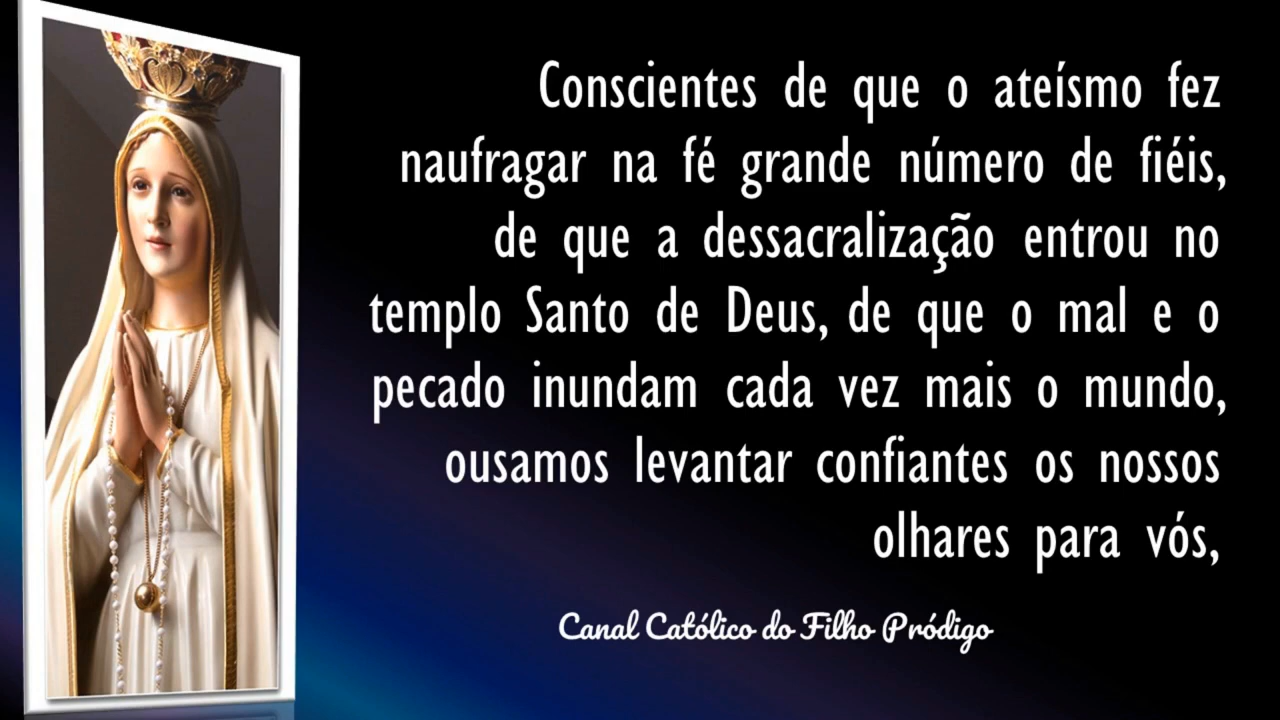 Conscientes de que o ateísmo fez
naufragar na fé grande número de fiéis,
de que a dessacralização entrou no
templo Santo de Deus, de que o mal e o
pecado inundam cada vez mais o mundo,
ousamos levantar confiantes os nossos
olhares para vós,
Canal Católico do Filho Pródigo